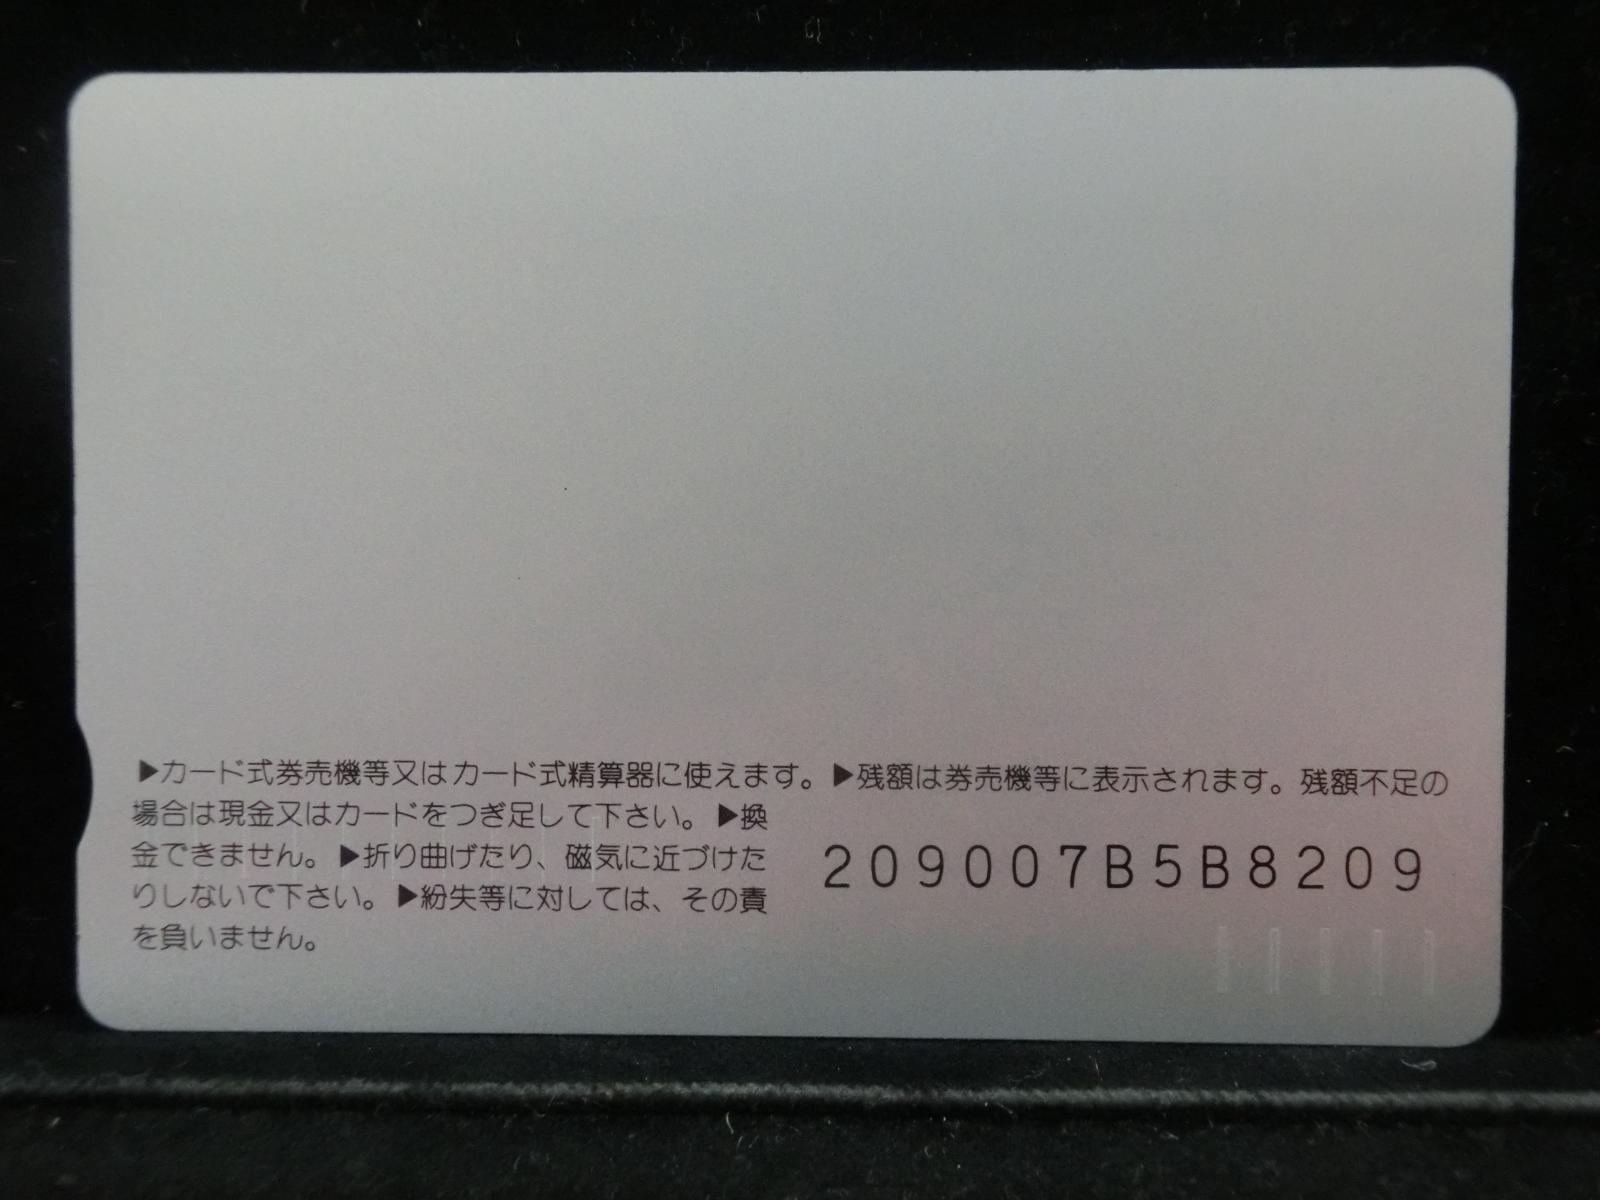 ▶カード式券売機等又はカード式精算器に使えます。▶残額は券売機等に表示されます。残額不足の
場合は現金又はカードをつぎ足して下さい。▶換
金できません。▶折り曲げたり、磁気に近づけた
りしないで下さい。▶紛失等に対しては、その責
を負いません。
209007B5B8209